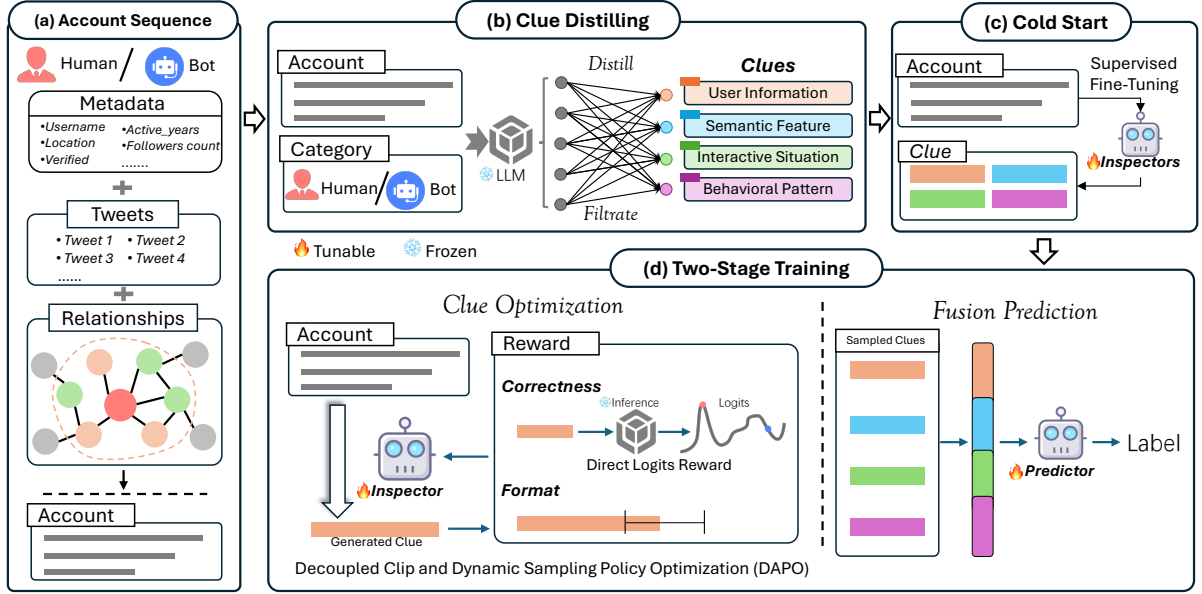 (a) Account Sequence
Human / Bot
Metadata
•Username
•Location
•Verified
•Active_years
•Followers count
.......
+
Tweets
• Tweet 1 • Tweet 2
• Tweet 3 • Tweet 4
......
+
Relationships
Account
(b) Clue Distilling
Account
Category
Human/ Bot
LLM
Distill
Filtrate
Clues
User Information
Semantic Feature
Interactive Situation
Behavioral Pattern
(c) Cold Start
Account
Supervised
Fine-Tuning
Inspectors
Clue
Tunable
Frozen
(d) Two-Stage Training
Clue Optimization
Account
Inspector
Generated Clue
Reward
Correctness
Inference
Logits
Direct Logits Reward
Format
Decoupled Clip and Dynamic Sampling Policy Optimization (DAPO)
Fusion Prediction
Sampled Clues
Predictor
Label